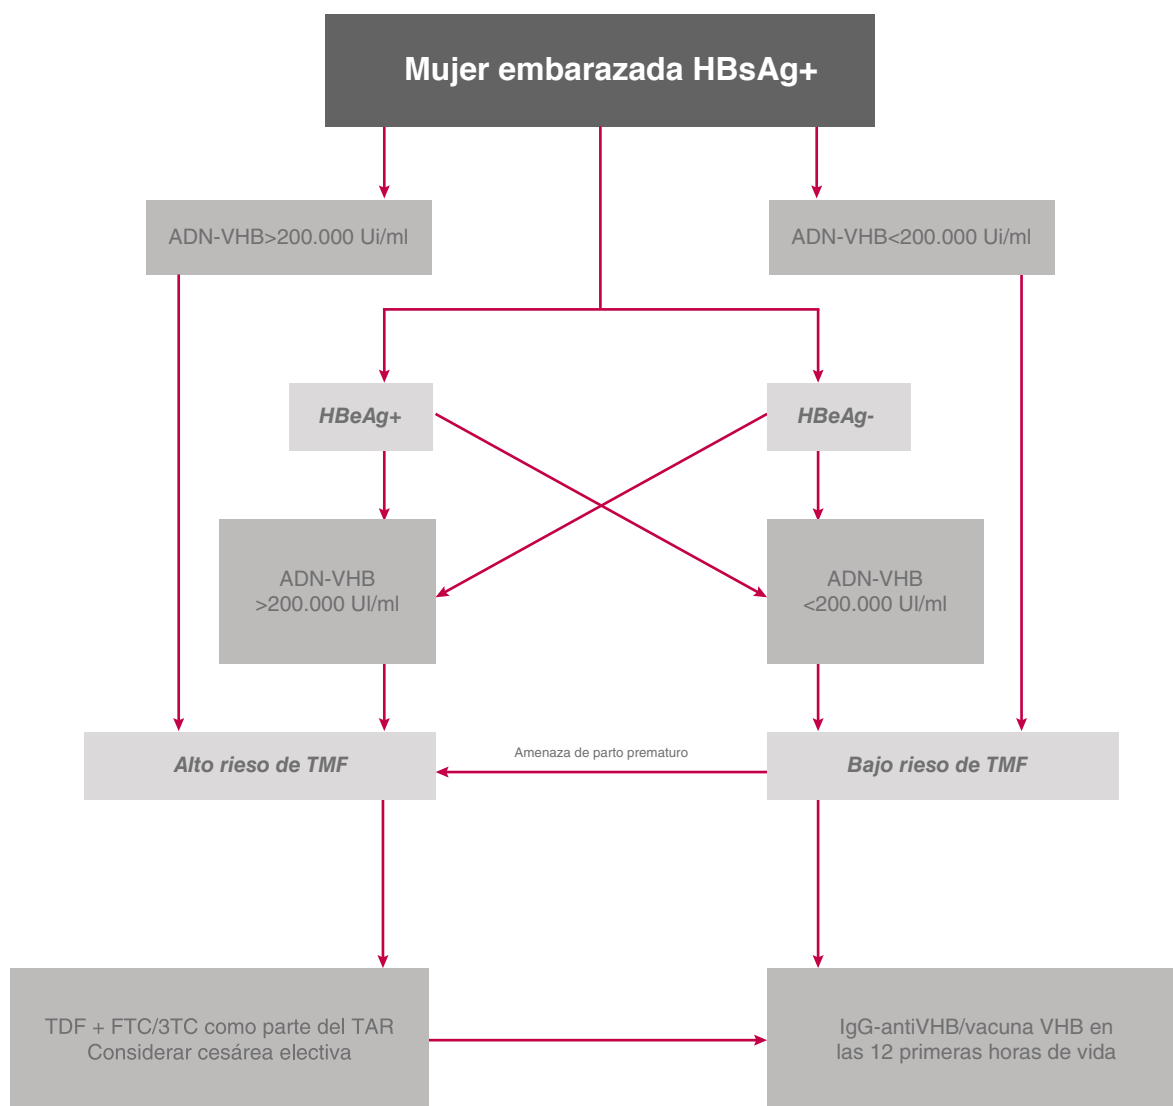 Mujer embarazada HBsAg+
ADN-VHB>200.000 Ui/ml
ADN-VHB<200.000 Ui/ml
HBeAg+
HBeAg-
ADN-VHB
>200.000 UI/ml
ADN-VHB
<200.000 UI/ml
Alto rieso de TMF
Amenaza de parto prematuro
Bajo rieso de TMF
TDF + FTC/3TC como parte del TAR
Considerar cesárea electiva
IgG-antiVHB/vacuna VHB en
las 12 primeras horas de vida